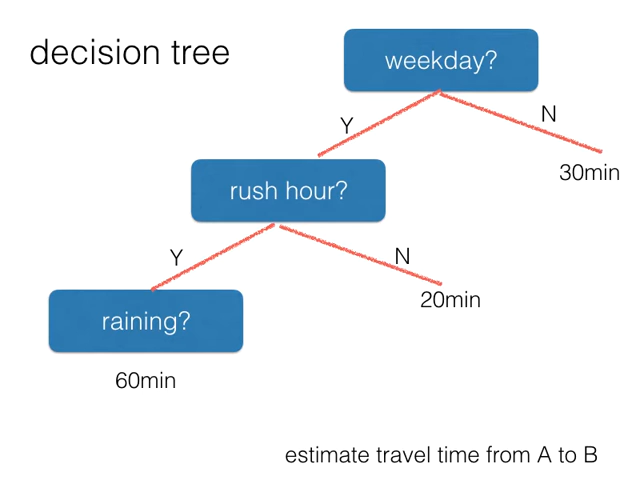 decision tree
weekday?
Y
N
30min
rush hour?
Y
N
20min
raining?
60min
estimate travel time from A to B